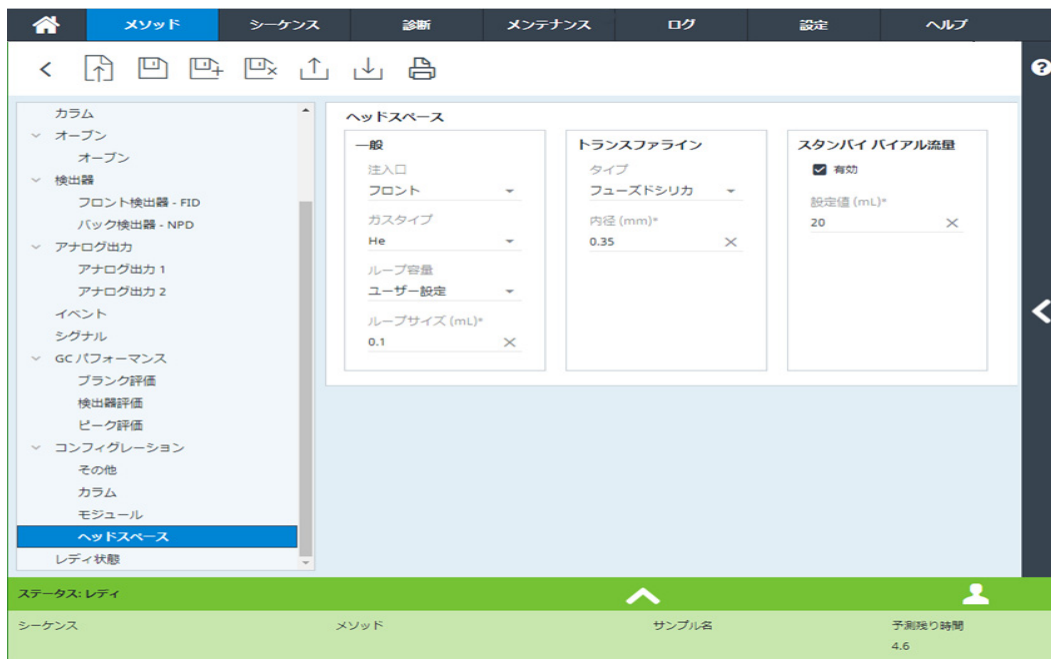 メソッド シーケンス 診断 メンテナンス ログ 設定 ヘルプ
カラム
オーブン
オーブン
検出器
フロント検出器 - FID
バック検出器 - NPD
アナログ出力
アナログ出力 1
アナログ出力 2
イベント
シグナル
GC パフォーマンス
ブランク評価
検出器評価
ピーク評価
コンフィグレーション
その他
カラム
モジュール
ヘッドスペース
レディ状態
ヘッドスペース
一般
注入口
フロント
ガスタイプ
He
ループ容量
ユーザー設定
ループサイズ (mL)*
0.1
トランスファライン
タイプ
フューズドシリカ
内径 (mm)*
0.35
スタンバイ バイアル流量
有効
設定値 (mL)*
20
ステータス: レディ
シーケンス メソッド サンプル名 予測残り時間
4.6